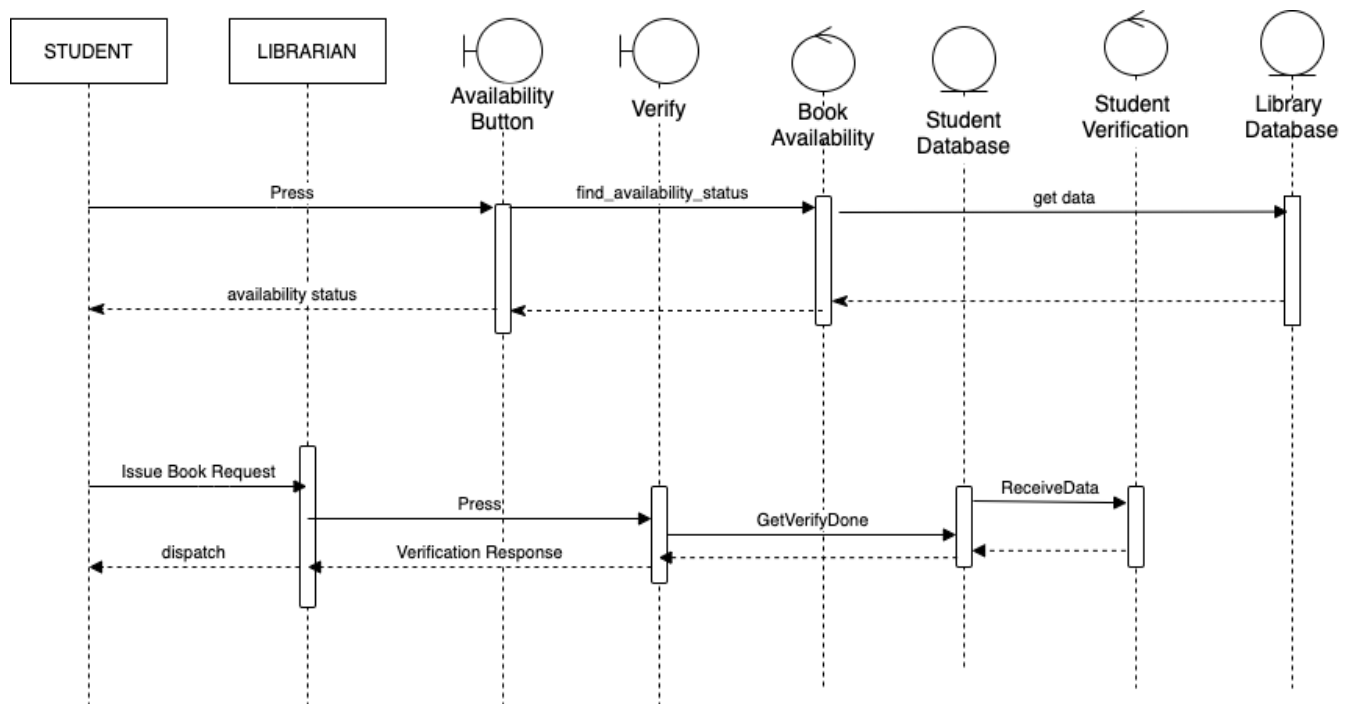 STUDENT
LIBRARIAN
Availability
Button
Verify
Book
Availability
Student
Database
Student
Verification
Library
Database
Press
find_availability_status
get data
availability status
Issue Book Request
Press
GetVerifyDone
ReceiveData
dispatch
Verification Response